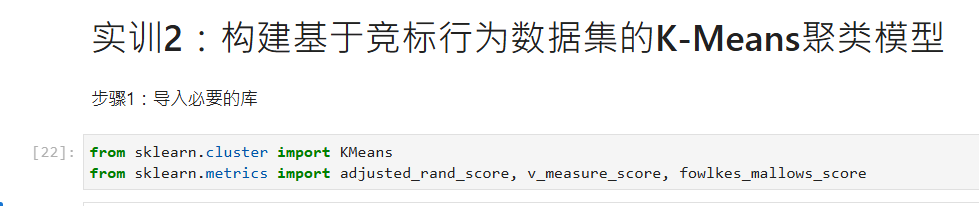 实训2：构建基于竞标行为数据集的K-Means聚类模型
步骤1：导入必要的库
[22]: from sklearn.cluster import KMeans
from sklearn.metrics import adjusted_rand_score, v_measure_score, fowlkes_mallows_score